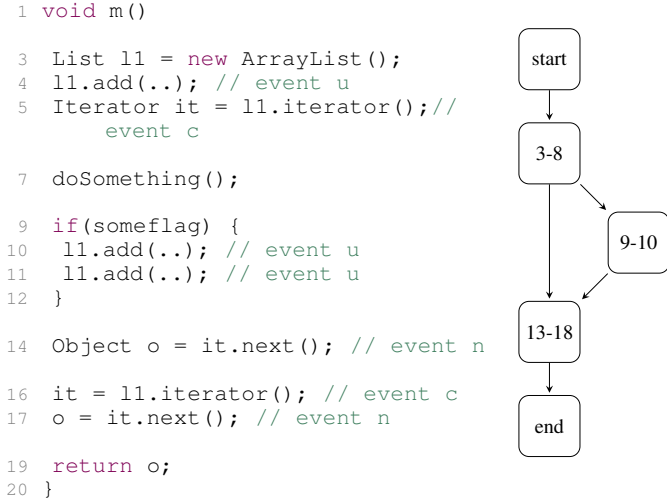 1 void m()
3 List l1 = new ArrayList();
4 l1.add(..); // event u
5 Iterator it = l1.iterator();//
event c
7 doSomething();
9 if(someflag) {
10 l1.add(..); // event u
11 l1.add(..); // event u
12 }
14 Object o = it.next(); // event n
16 it = l1.iterator(); // event c
17 o = it.next(); // event n
19 return o;
20 }
start
3-8
9-10
13-18
end